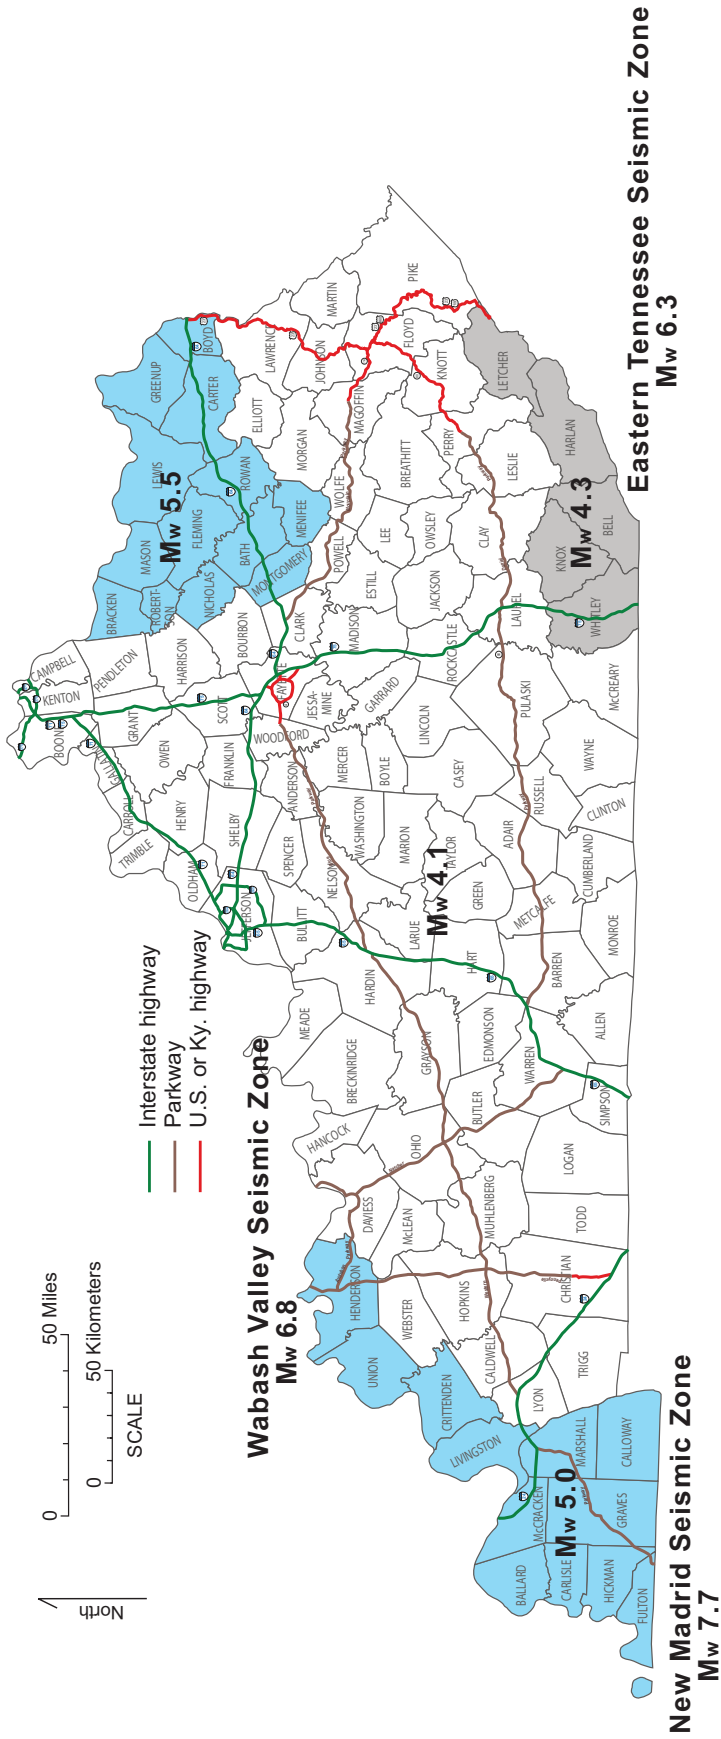 0 50 Miles
0 50 Kilometers
SCALE
North
Interstate highway
Parkway
U.S. or Ky. highway
Wabash Valley Seismic Zone
Mw 6.8
New Madrid Seismic Zone
Mw 7.7
Eastern Tennessee Seismic Zone
Mw 6.3
Mw 5.5
Mw 4.3
Mw 4.1
Mw 5.0
CAMPBELL
KENTON
BOONE
GALLATIN
PENDLETON
GRANT
BRACKEN
ROBERT-
SON
MASON
LEWIS
GREENUP
BOYD
CARTER
CARROLL
TRIMBLE
OWEN
HARRISON
NICHOLAS
FLEMING
ROWAN
ELLIOTT
LAWRENCE
OLDHAM
HENRY
SCOTT
BOURBON
BATH
MENIFEE
MORGAN
JOHNSON
MARTIN
JEFFERSON
SHELBY
FRANKLIN
WOODFORD
FAYETTE
CLARK
MONTGOMERY
POWELL
WOLFE
MAGOFFIN
FLOYD
PIKE
BULLITT
SPENCER
ANDERSON
MERCER
JESSA-
MINE
MADISON
ESTILL
LEE
BREATHITT
KNOTT
MEADE
HARDIN
NELSON
WASHINGTON
BOYLE
GARRARD
JACKSON
OWSLEY
PERRY
LETCHER
BRECKINRIDGE
HANCOCK
GRAYSON
LARUE
MARION
LINCOLN
ROCKCASTLE
CLAY
LESLIE
HARLAN
HENDERSON
DAVIESS
OHIO
EDMONSON
HART
GREEN
TAYLOR
CASEY
PULASKI
LAUREL
KNOX
BELL
UNION
WEBSTER
McLEAN
BUTLER
WARREN
BARREN
METCALFE
ADAIR
RUSSELL
WAYNE
McCREARY
WHITLEY
CRITTENDEN
HOPKINS
MUHLENBERG
LOGAN
SIMPSON
ALLEN
MONROE
CUMBERLAND
CLINTON
LIVINGSTON
CALDWELL
LYON
TRIGG
CHRISTIAN
TODD
BALLARD
McCRACKEN
MARSHALL
CARLISLE
HICKMAN
GRAVES
CALLOWAY
FULTON